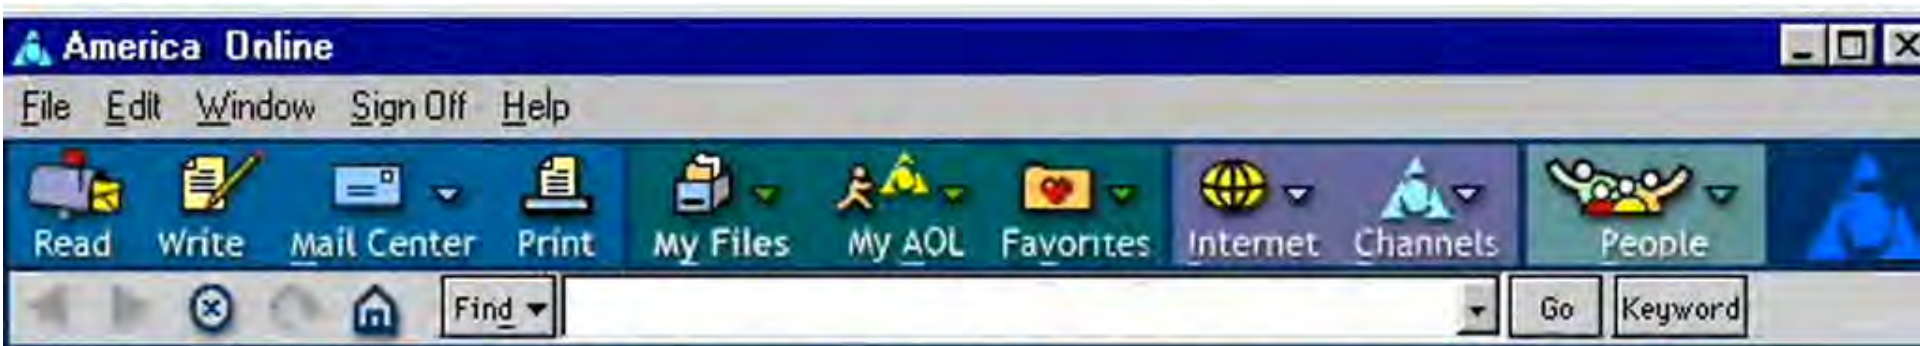 America Online
File Edit Window Sign Off Help
Read Write Mail Center Print My Files My AOL Favorites Internet Channels People
Find Go Keyword